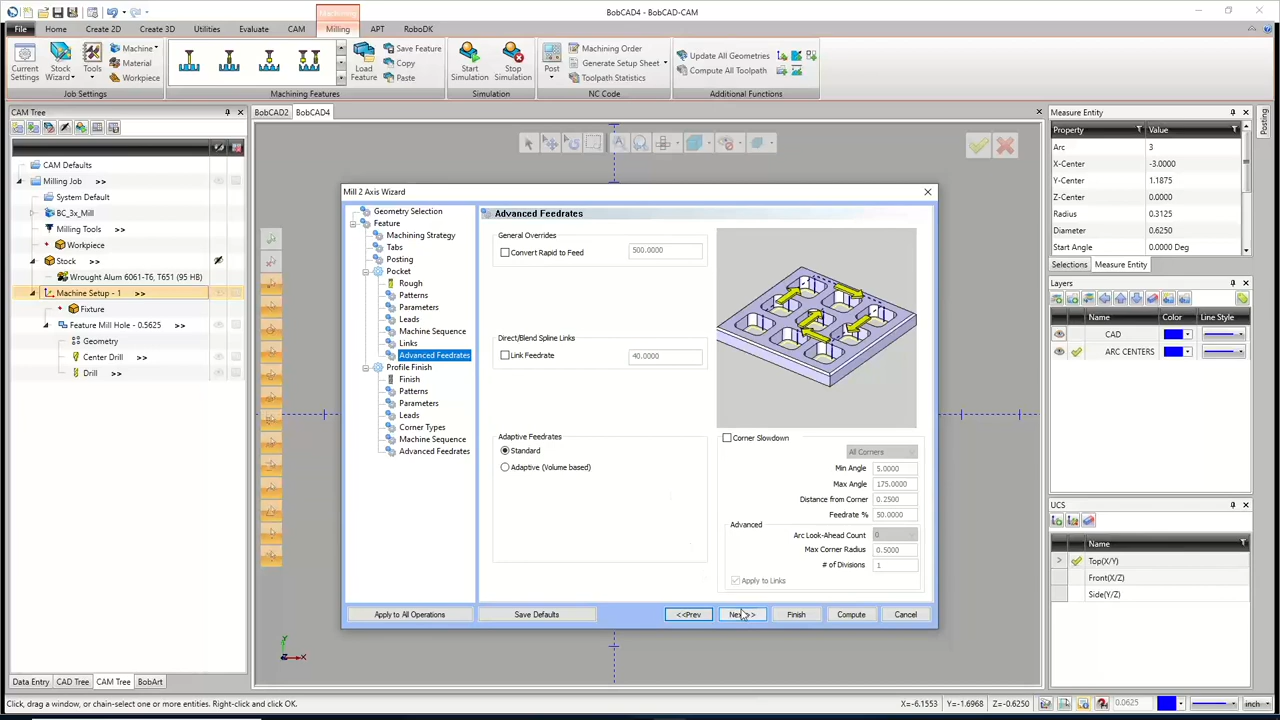 BobCAD4 - BobCAD-CAM
Machining
File Home Create 2D Create 3D Utilities Evaluate CAM Milling APT RoboDK
Current Settings
Stock Wizard
Tools
Machine
Material
Workpiece
Job Settings
Load Feature
Save Feature
Copy
Paste
Machining Features
Start Simulation
Stop Simulation
Simulation
Post
Machining Order
Generate Setup Sheet
Toolpath Statistics
NC Code
Update All Geometries
Compute All Toolpath
Additional Functions
CAM Tree
BobCAD2 BobCAD4
CAM Defaults
Milling Job >>
System Default
BC_3x_Mill
Milling Tools >>
Workpiece
Stock >>
Wrought Alum 6061-T6, T651 (95 HB)
Machine Setup - 1 >>
Fixture
Feature Mill Hole - 0.5625 >>
Geometry
Center Drill >>
Drill >>
Data Entry CAD Tree CAM Tree BobArt
Mill 2 Axis Wizard
Geometry Selection
Feature
Machining Strategy
Tabs
Posting
Pocket
Rough
Patterns
Parameters
Leads
Machine Sequence
Links
Advanced Feedrates
Profile Finish
Finish
Patterns
Parameters
Leads
Corner Types
Machine Sequence
Advanced Feedrates
Advanced Feedrates
General Overrides
Convert Rapid to Feed 500.0000
Direct/Blend Spline Links
Link Feedrate 40.0000
Adaptive Feedrates
Standard
Adaptive (Volume based)
Corner Slowdown
All Corners
Min Angle 5.0000
Max Angle 175.0000
Distance from Corner 0.2500
Feedrate % 50.0000
Advanced
Arc Look-Ahead Count 0
Max Corner Radius 0.5000
# of Divisions 1
Apply to Links
Apply to All Operations Save Defaults <<Prev Next>> Finish Compute Cancel
Measure Entity
Property Value
Arc 3
X-Center -3.0000
Y-Center 1.1875
Z-Center 0.0000
Radius 0.3125
Diameter 0.6250
Start Angle 0.0000 Deg
Selections Measure Entity
Posting
Layers
Name Color Line Style
CAD
ARC CENTERS
UCS
Name
Top(X/Y)
Front(X/Z)
Side(Y/Z)
Y
X
Click, drag a window, or chain-select one or more entities. Right-click and click OK.
X=-6.1553 Y=-1.6968 Z=-0.6250 0.0625 inch